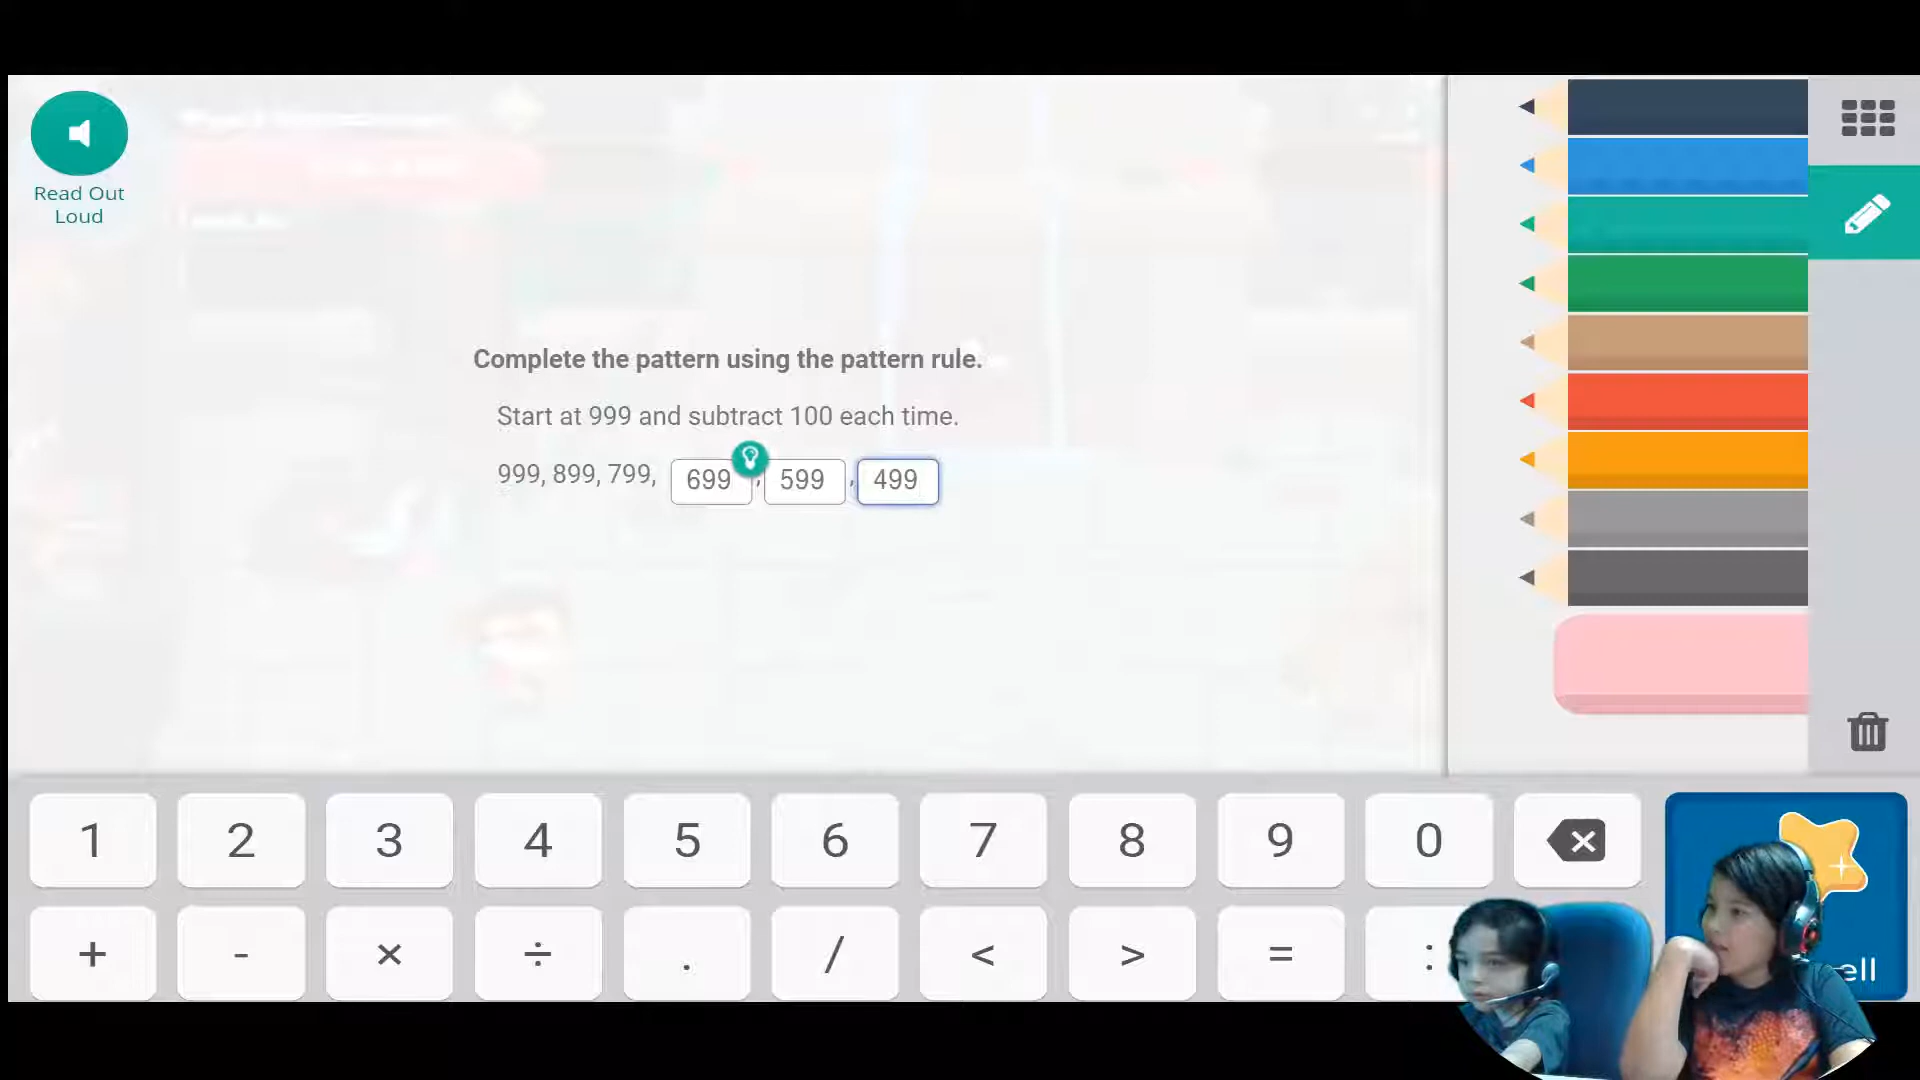 Read Out
Loud
Complete the pattern using the pattern rule.
Start at 999 and subtract 100 each time.
999, 899, 799, 699, 599, 499
1 2 3 4 5 6 7 8 9 0
+ - × ÷ . / < > = :